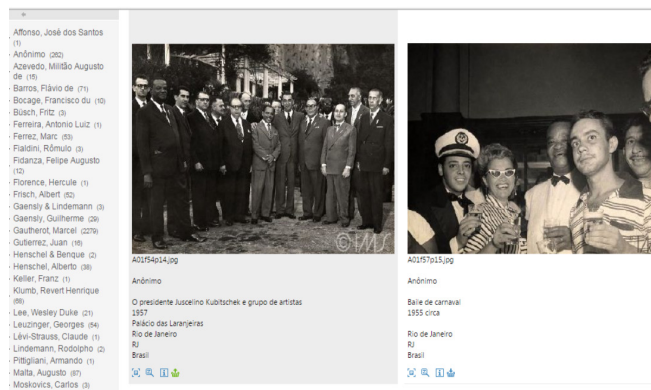 Affonso, José dos Santos
(1)
Anônimo (262)
Azevedo, Militão Augusto
de (16)
Barros, Flávio de (71)
Bocage, Francisco du (10)
Büsch, Fritz (3)
Ferreira, Antonio Luiz (1)
Ferrez, Marc (53)
Fialdini, Rômulo (3)
Fidanza, Felipe Augusto
(12)
Florence, Hercule (1)
Frisch, Albert (52)
Gaensly & Lindemann (3)
Gaensly, Guilherme (29)
Gautherot, Marcel (2279)
Gutierrez, Juan (16)
Henschel & Benque (2)
Henschel, Alberto (38)
Keller, Franz (1)
Klumb, Revert Henrique
(69)
Lee, Wesley Duke (21)
Leuzinger, Georges (54)
Lévi-Strauss, Claude (1)
Lindemann, Rodolpho (2)
Pittigliani, Armando (1)
Malta, Augusto (87)
Moskovics, Carlos (3)
©IMS
A01f54p14.jpg
Anônimo
O presidente Juscelino Kubitschek e grupo de artistas
1957
Palácio das Laranjeiras
Rio de Janeiro
RJ
Brasil
A01f57p15.jpg
Anônimo
Baile de carnaval
1955 circa
Rio de Janeiro
RJ
Brasil